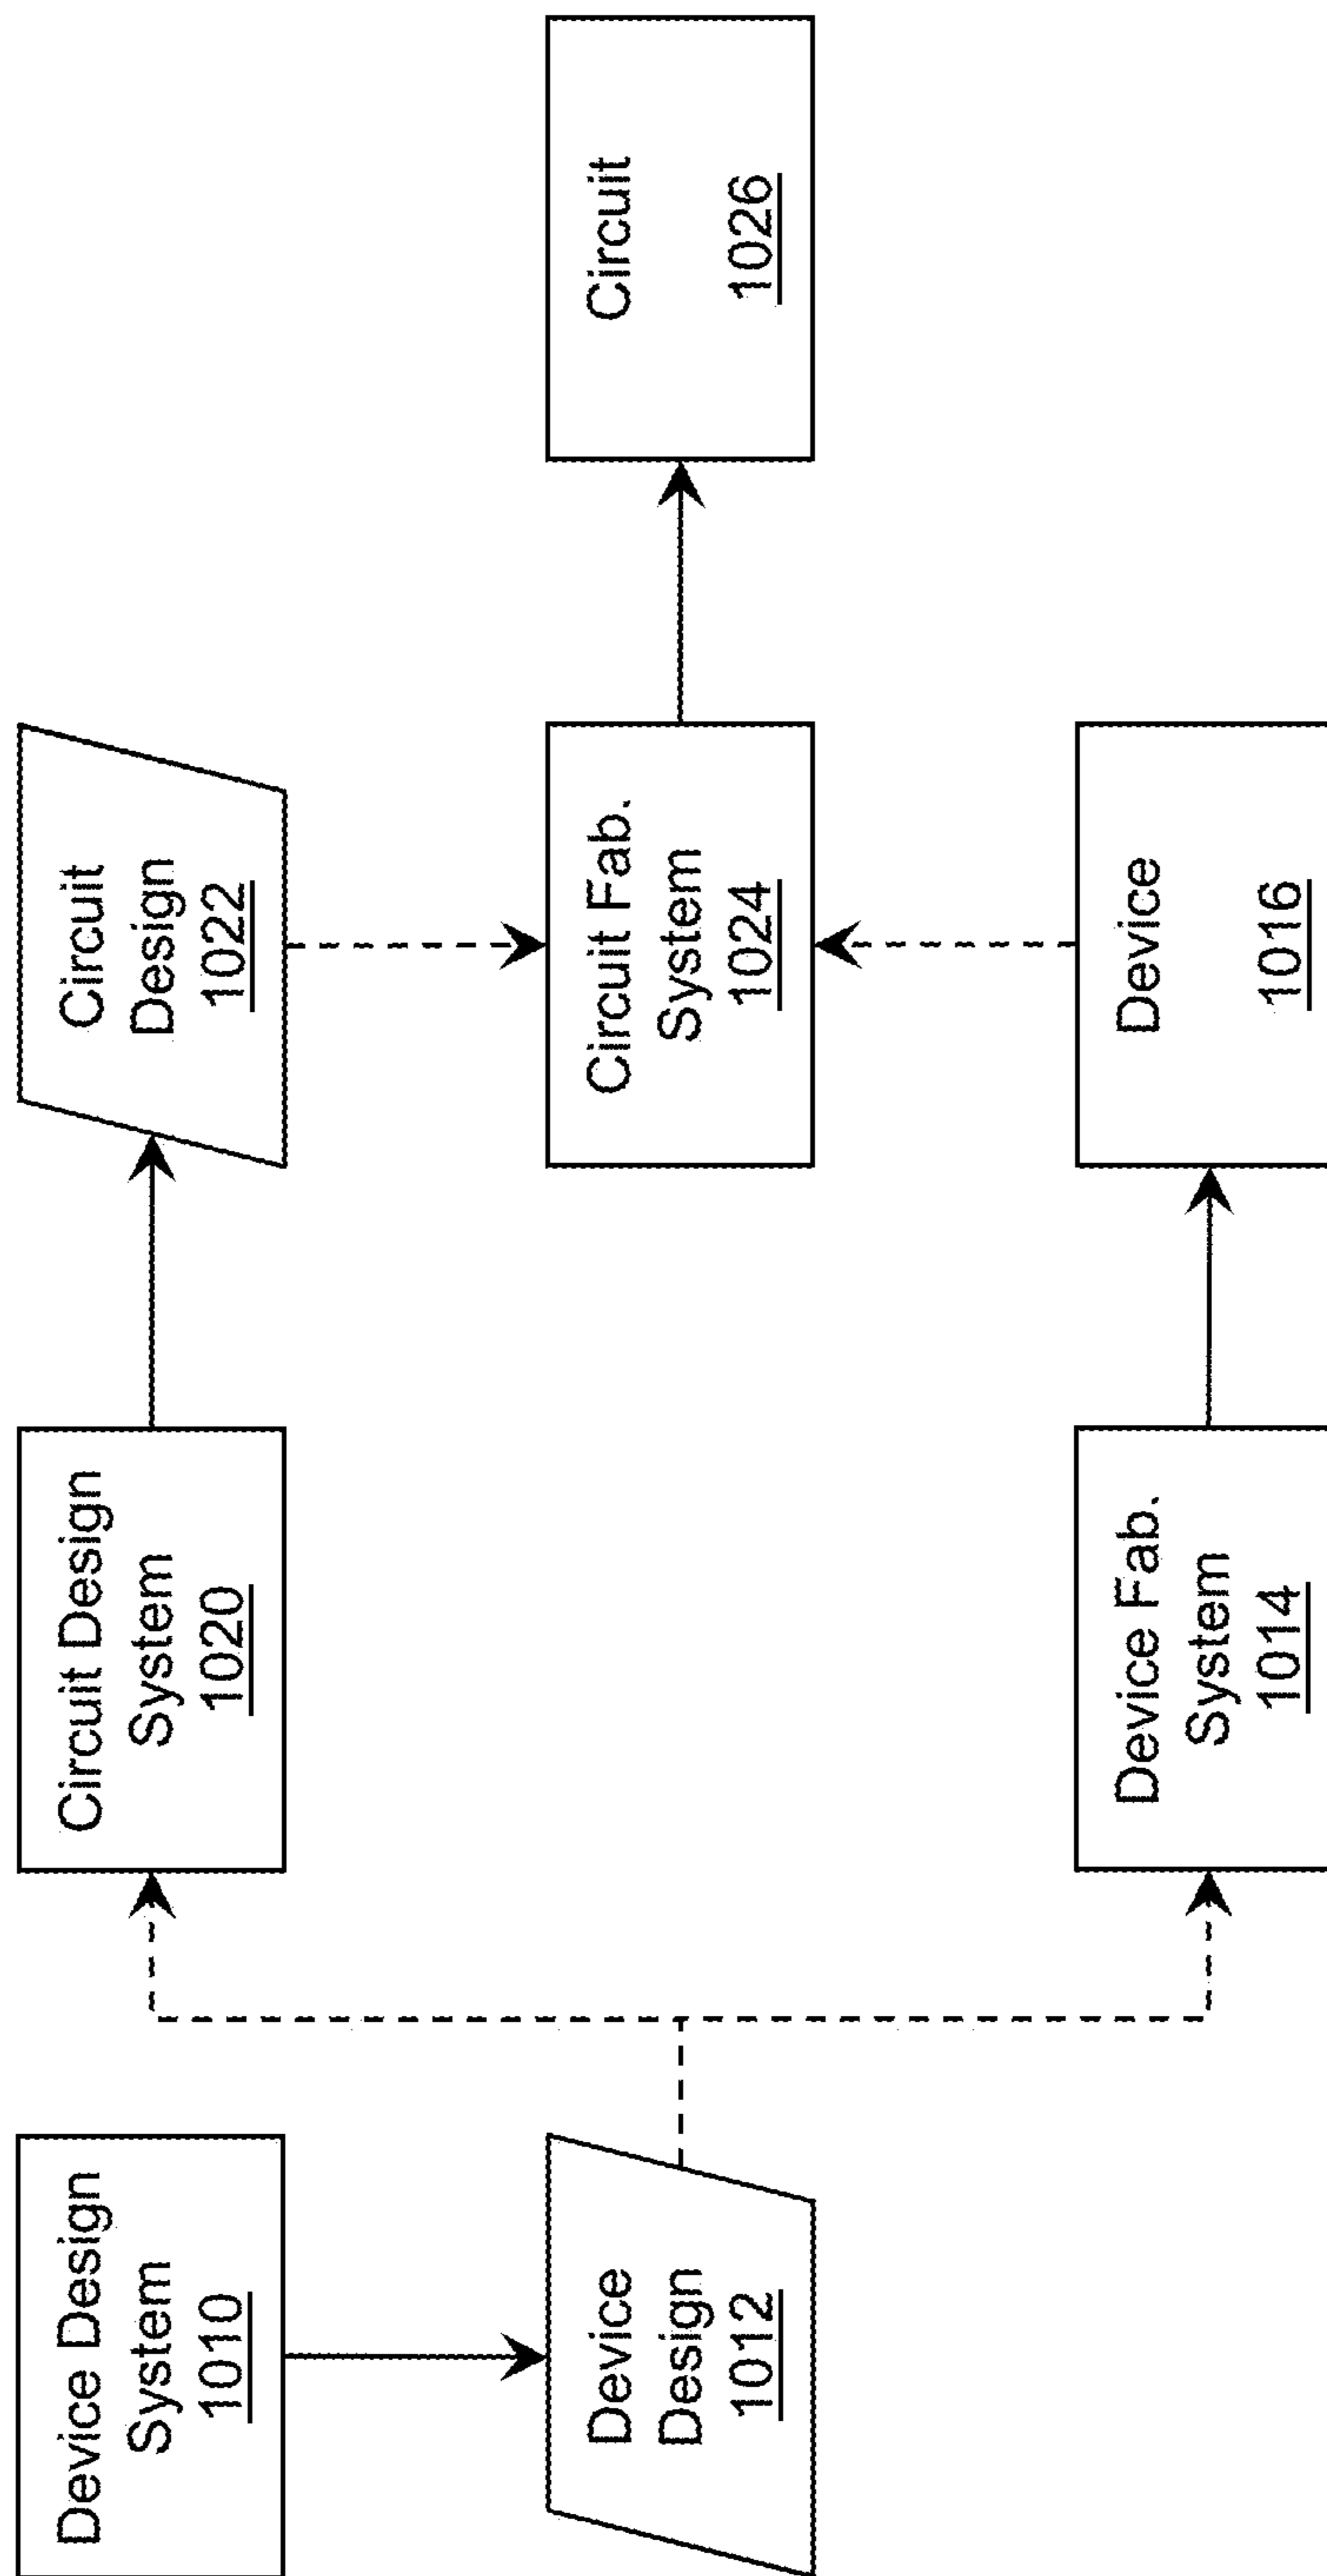 Device Design
System
1010
Device
Design
1012
Circuit Design
System
1020
Device Fab.
System
1014
Circuit
Design
1022
Circuit Fab.
System
1024
Device
1016
Circuit
1026